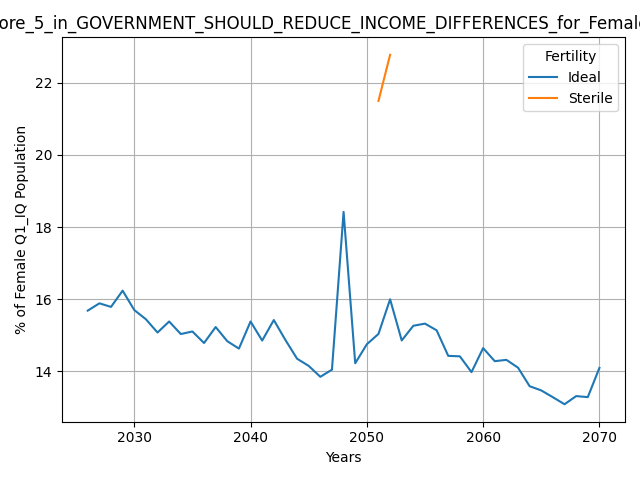 ore_5_in_GOVERNMENT_SHOULD_REDUCE_INCOME_DIFFERENCES_for_Female
Fertility
Ideal
Sterile
% of Female Q1_IQ Population
22
20
18
16
14
2030
2040
2050
2060
2070
Years